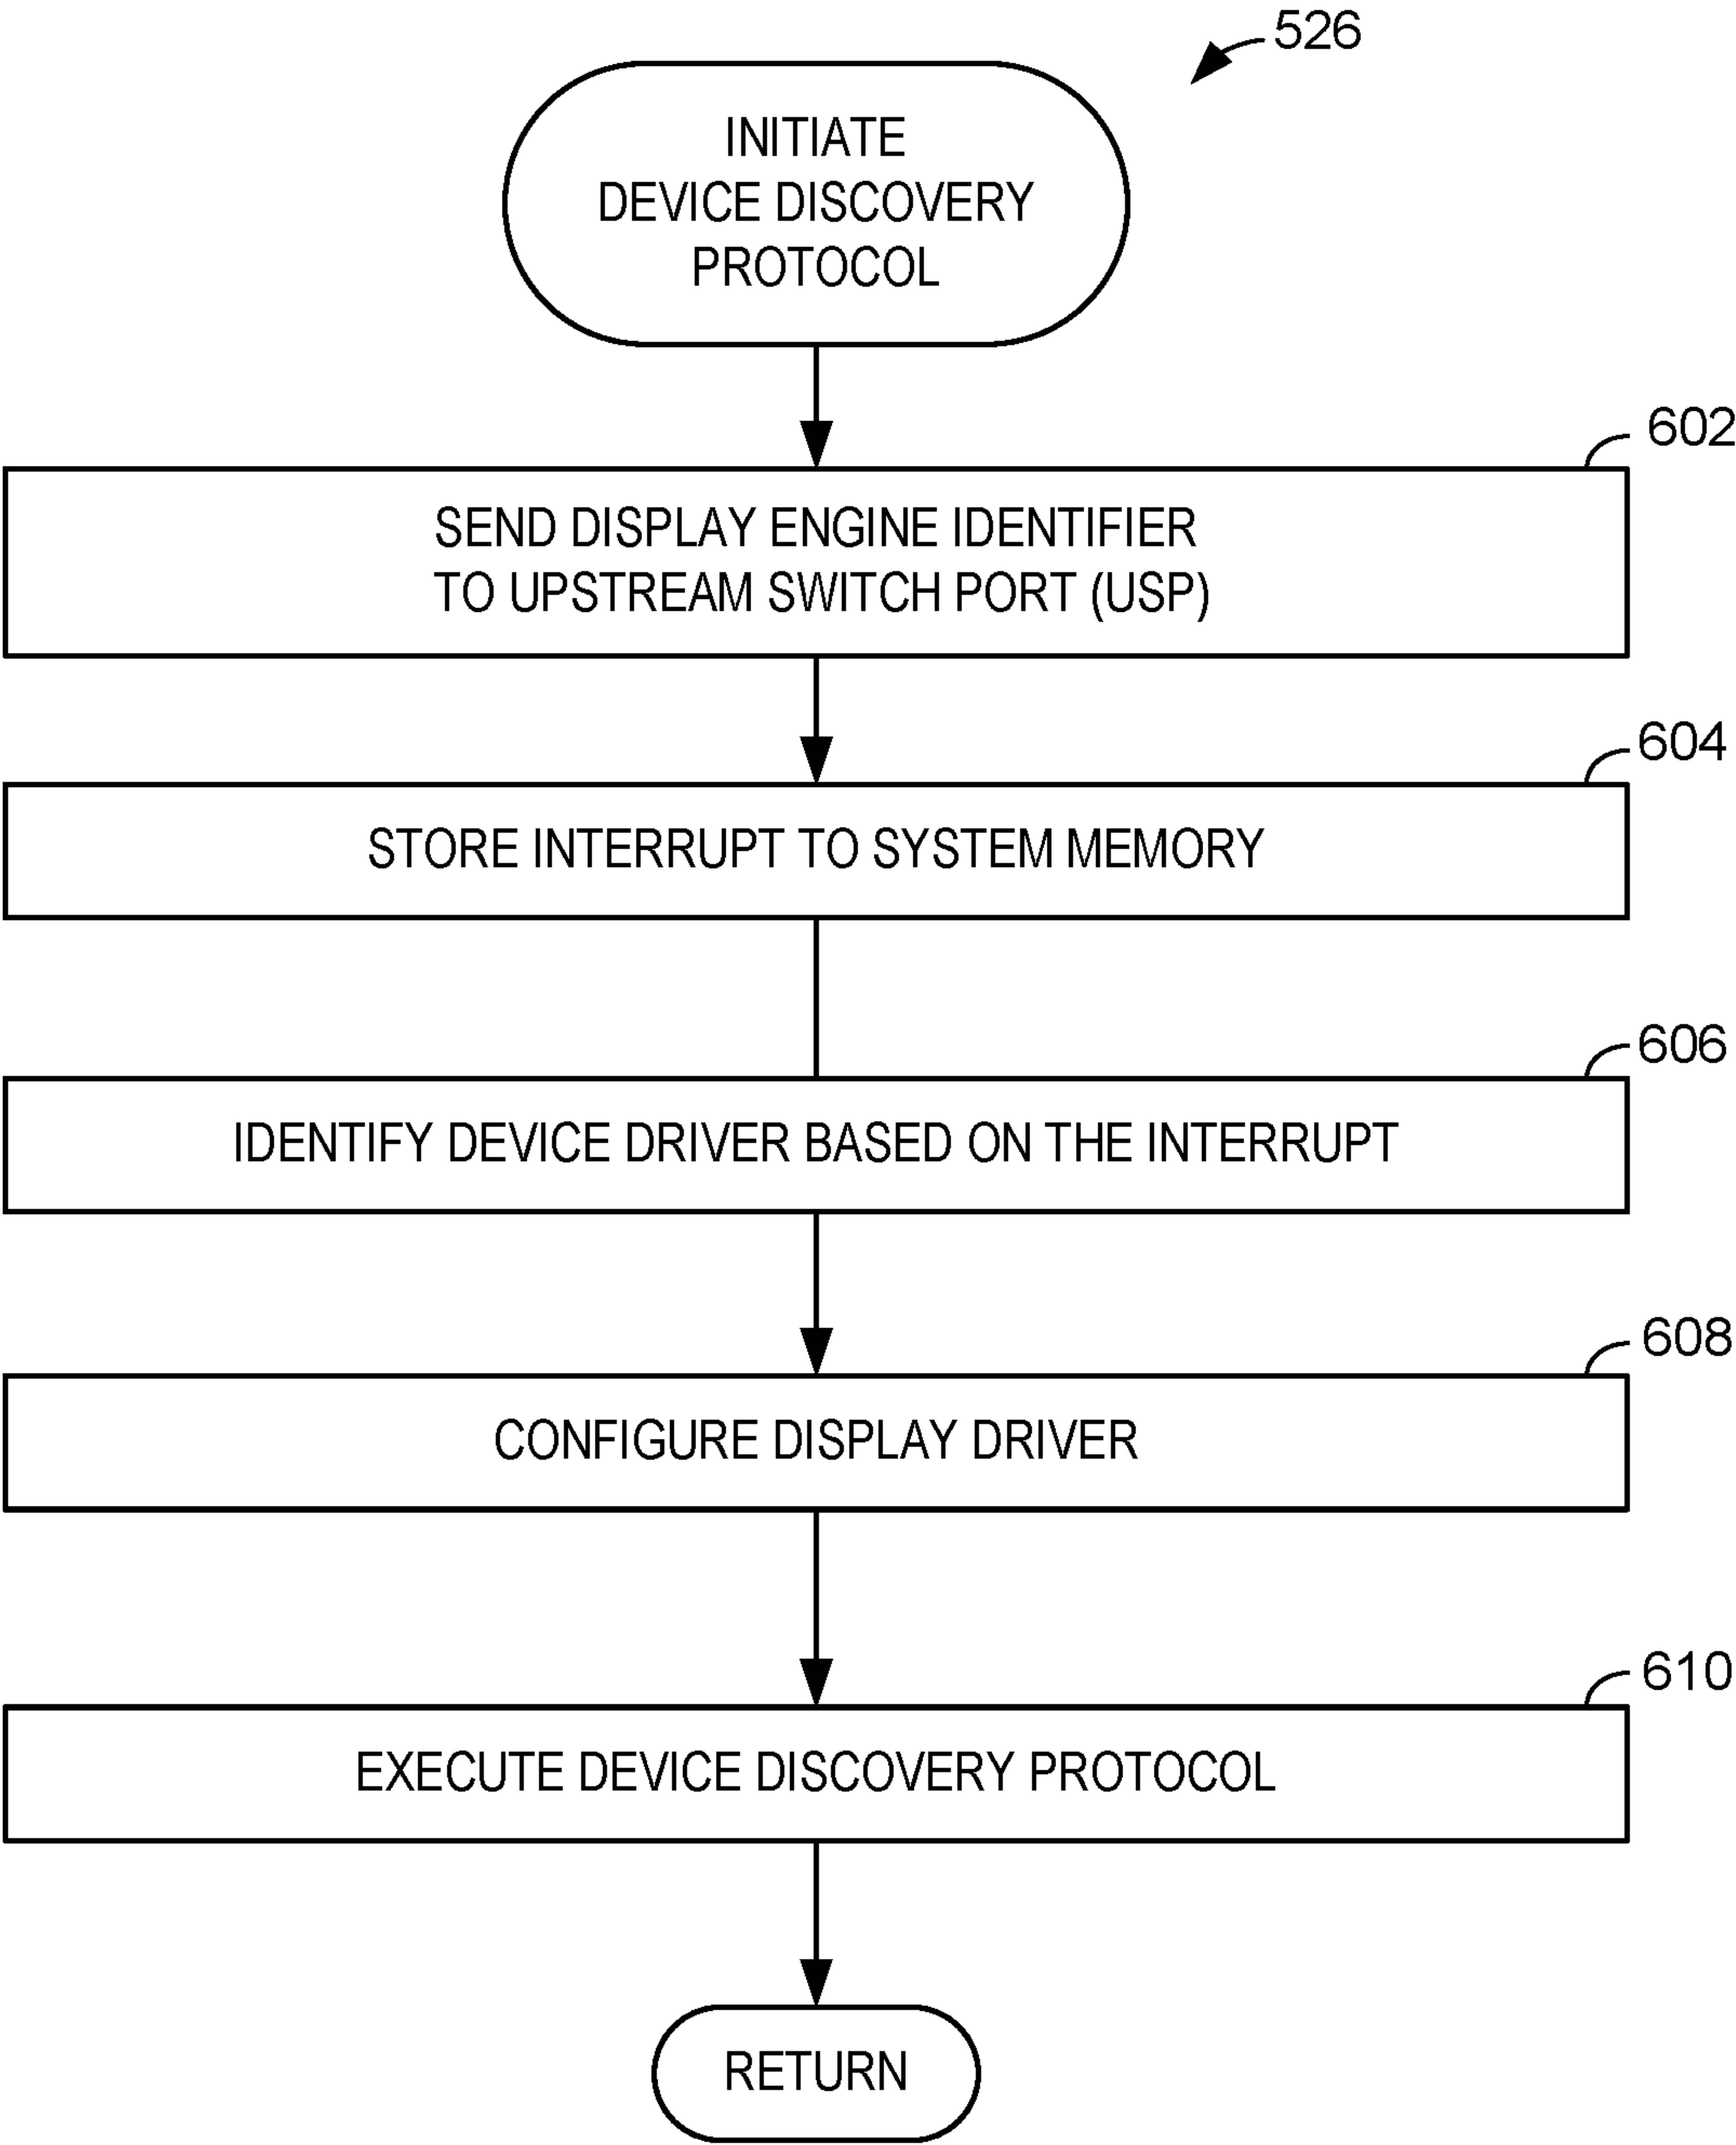 526
INITIATE
DEVICE DISCOVERY
PROTOCOL
602
SEND DISPLAY ENGINE IDENTIFIER
TO UPSTREAM SWITCH PORT (USP)
604
STORE INTERRUPT TO SYSTEM MEMORY
606
IDENTIFY DEVICE DRIVER BASED ON THE INTERRUPT
608
CONFIGURE DISPLAY DRIVER
610
EXECUTE DEVICE DISCOVERY PROTOCOL
RETURN